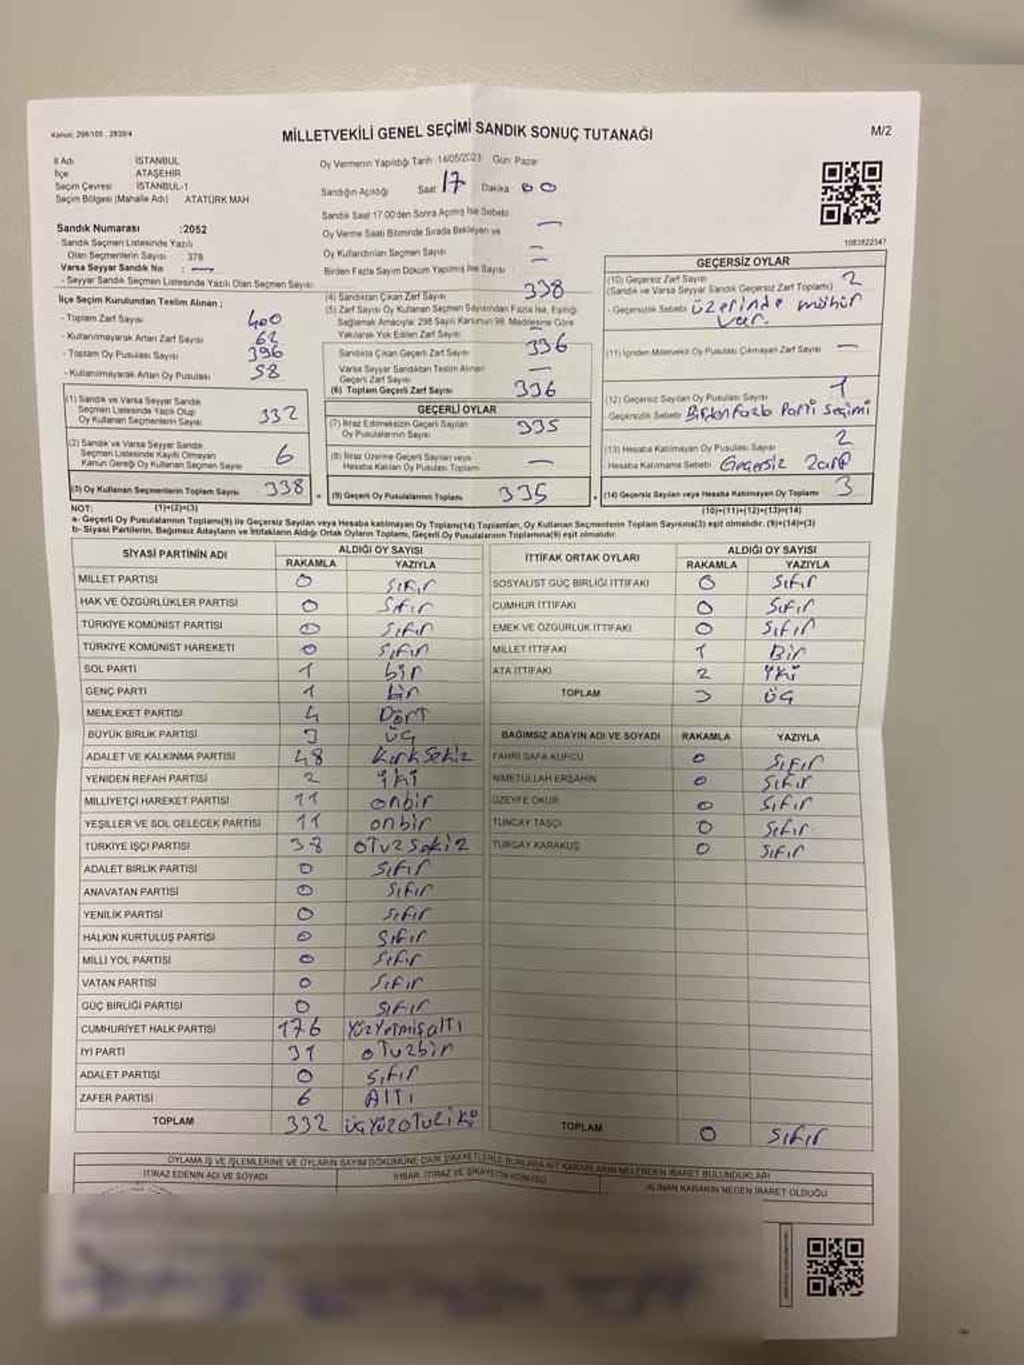 Kanun: 298/105 , 2839/4
MİLLETVEKİLİ GENEL SEÇİMİ SANDIK SONUÇ TUTANAĞI
M/2
İl Adı : İSTANBUL
İlçe : ATAŞEHİR
Seçim Çevresi : İSTANBUL-1
Seçim Bölgesi (Mahalle Adı) : ATATÜRK MAH
Oy Vermenin Yapıldığı Tarih: 14/05/2023 Gün: Pazar
Sandığın Açıldığı Saat 17 Dakika 00
Sandık Saat 17.00'den Sonra Açılmış İse Sebebi
Oy Verme Saati Bitiminde Sırada Bekleyen ve —
Oy Kullandırılan Seçmen Sayısı —
Birden Fazla Sayım Döküm Yapılmış İse Sayısı —
1083822347
Sandık Numarası :2052
- Sandık Seçmen Listesinde Yazılı
Olan Seçmenlerin Sayısı : 378
Varsa Seyyar Sandık No : —
- Seyyar Sandık Seçmen Listesinde Yazılı Olan Seçmen Sayısı:
İlçe Seçim Kurulundan Teslim Alınan ;
- Toplam Zarf Sayısı : 400
- Kullanılmayarak Artan Zarf Sayısı : 62
- Toplam Oy Pusulası Sayısı : 396
- Kullanılmayarak Artan Oy Pusulası : 58
(1) Sandık ve Varsa Seyyar Sandık
Seçmen Listesinde Yazılı Olup
Oy Kullanan Seçmenlerin Sayısı 332
(2) Sandık ve Varsa Seyyar Sandık
Seçmen Listesinde Kayıtlı Olmayan
Kanun Gereği Oy Kullanan Seçmen Sayısı 6
(3) Oy Kullanan Seçmenlerin Toplam Sayısı 338
(4) Sandıktan Çıkan Zarf Sayısı 338
(5) Zarf Sayısı Oy Kullanan Seçmen Sayısından Fazla İse, Eşitliği
Sağlamak Amacıyla; 298 Sayılı Kanunun 98. Maddesine Göre
Yakılarak Yok Edilen Zarf Sayısı
Sandıkta Çıkan Geçerli Zarf Sayısı 336
Varsa Seyyar Sandıktan Teslim Alınan
Geçerli Zarf Sayısı —
(6) Toplam Geçerli Zarf Sayısı 336
GEÇERLİ OYLAR
(7) İtiraz Edilmeksizin Geçerli Sayılan
Oy Pusulalarının Sayısı 335
(8) İtiraz Üzerine Geçerli Sayılan veya
Hesaba Katılan Oy Pusulası Toplamı —
(9) Geçerli Oy Pusulalarının Toplamı 335
GEÇERSİZ OYLAR
(10) Geçersiz Zarf Sayısı 2
(Sandık ve Varsa Seyyar Sandık Geçersiz Zarf Toplamı)
- Geçersizlik Sebebi üzerinde mühür
var.
(11) İçinden Milletvekili Oy Pusulası Çıkmayan Zarf Sayısı —
(12) Geçersiz Sayılan Oy Pusulası Sayısı 1
Geçersizlik Sebebi: Birden fazla Parti seçimi
(13) Hesaba Katılmayan Oy Pusulası Sayısı 2
Hesaba Katılmama Sebebi: Geçersiz zarf
(14) Geçersiz Sayılan veya Hesaba Katılmayan Oy Toplamı 3
NOT: (1)+(2)=(3)
(10)+(11)+(12)+(13)=(14)
a- Geçerli Oy Pusulalarının Toplamı(9) ile Geçersiz Sayılan veya Hesaba katılmayan Oy Toplamı(14) Toplamları, Oy Kullanan Seçmenlerin Toplam Sayısına(3) eşit olmalıdır. (9)+(14)=(3)
b- Siyasi Partilerin, Bağımsız Adayların ve İttifakların Aldığı Ortak Oyların Toplamı, Geçerli Oy Pusulalarının Toplamına(9) eşit olmalıdır.
SİYASİ PARTİNİN ADI ALDIĞI OY SAYISI
RAKAMLA YAZIYLA
MİLLET PARTİSİ 0 sıfır
HAK VE ÖZGÜRLÜKLER PARTİSİ 0 sıfır
TÜRKİYE KOMÜNİST PARTİSİ 0 sıfır
TÜRKİYE KOMÜNİST HAREKETİ 0 sıfır
SOL PARTİ 1 bir
GENÇ PARTİ 1 bir
MEMLEKET PARTİSİ 4 Dört
BÜYÜK BİRLİK PARTİSİ 3 üç
ADALET VE KALKINMA PARTİSİ 48 kırksekiz
YENİDEN REFAH PARTİSİ 2 iki
MİLLİYETÇİ HAREKET PARTİSİ 11 onbir
YEŞİLLER VE SOL GELECEK PARTİSİ 11 onbir
TÜRKİYE İŞÇİ PARTİSİ 38 otuzsekiz
ADALET BİRLİK PARTİSİ 0 sıfır
ANAVATAN PARTİSİ 0 sıfır
YENİLİK PARTİSİ 0 sıfır
HALKIN KURTULUŞ PARTİSİ 0 sıfır
MİLLİ YOL PARTİSİ 0 sıfır
VATAN PARTİSİ 0 sıfır
GÜÇ BİRLİĞİ PARTİSİ 0 sıfır
CUMHURİYET HALK PARTİSİ 176 yüzyetmişaltı
İYİ PARTİ 31 otuzbir
ADALET PARTİSİ 0 sıfır
ZAFER PARTİSİ 6 Altı
TOPLAM 332 üçyüzotuziki
İTTİFAK ORTAK OYLARI ALDIĞI OY SAYISI
RAKAMLA YAZIYLA
SOSYALİST GÜÇ BİRLİĞİ İTTİFAKI 0 sıfır
CUMHUR İTTİFAKI 0 sıfır
EMEK VE ÖZGÜRLÜK İTTİFAKI 0 sıfır
MİLLET İTTİFAKI 1 Bir
ATA İTTİFAKI 2 iki
TOPLAM 3 üç
BAĞIMSIZ ADAYIN ADI VE SOYADI RAKAMLA YAZIYLA
FAHRİ SAFA KÜFCÜ 0 sıfır
NİMETULLAH ERŞAHİN 0 sıfır
ÜZEYFE OKUR 0 sıfır
TUNCAY TAŞÇI 0 sıfır
TURGAY KARAKUŞ 0 sıfır
TOPLAM 0 sıfır
OYLAMA İŞ VE İŞLEMLERİNE VE OYLARIN SAYIM DÖKÜMÜNE DAİR ŞİKAYETLERLE BUNLARA AİT KARARLARIN NELERDEN İBARET BULUNDUKLARI
İTİRAZ EDENİN ADI VE SOYADI İHBAR, İTİRAZ VE ŞİKAYETİN KONUSU ALINAN KARARIN NEDEN İBARET OLDUĞU